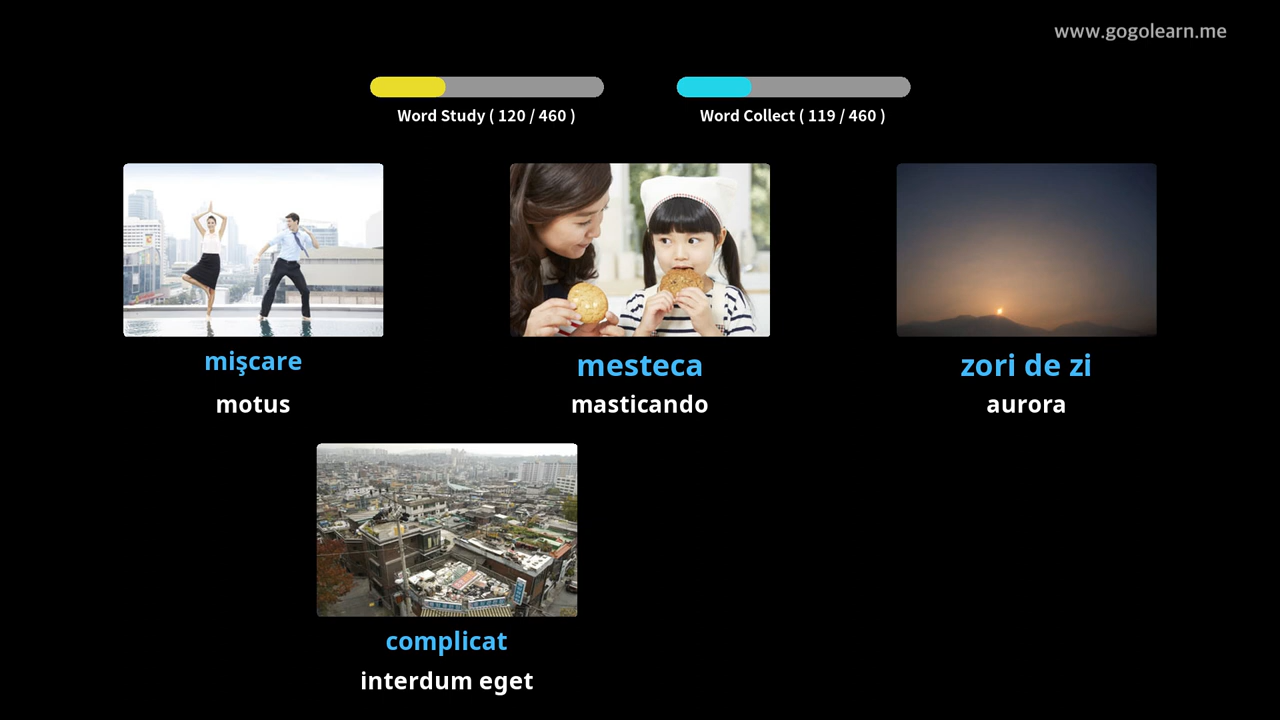 www.gogolearn.me
Word Study ( 120 / 460 )
Word Collect ( 119 / 460 )
mişcare
mesteca
zori de zi
motus
masticando
aurora
complicat
interdum eget